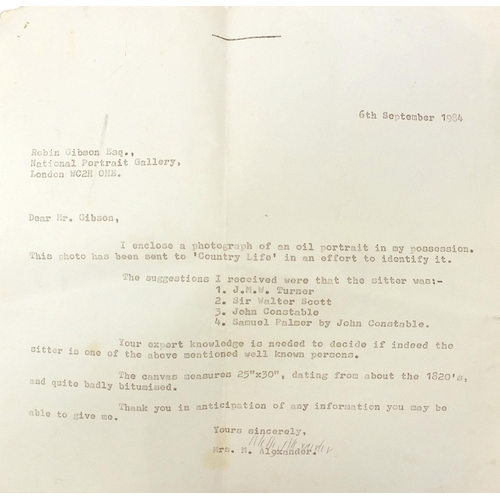 6th September 1984
Robin Gibson Esq.,
National Portrait Gallery,
London WC2H OHE.
Dear Mr. Gibson,
I enclose a photograph of an oil portrait in my possession.
This photo has been sent to 'Country Life' in an effort to identify it.
The suggestions I received were that the sitter was:-
1. J.M.W. Turner
2. Sir Walter Scott
3. John Constable
4. Samuel Palmer by John Constable.
Your expert knowledge is needed to decide if indeed the
sitter is one of the above mentioned well known persons.
The canvas measures 25"x30", dating from about the 1820's,
and quite badly bitumised.
Thank you in anticipation of any information you may be
able to give me.
Yours sincerely,
Mrs. M. Alexander.